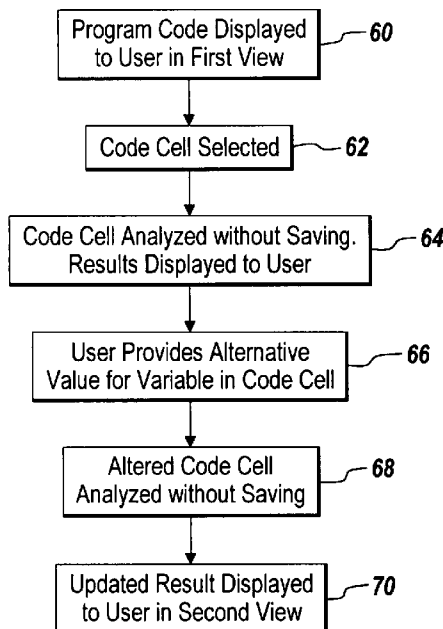 Program Code Displayed
to User in First View
60
Code Cell Selected
62
Code Cell Analyzed without Saving.
Results Displayed to User
64
User Provides Alternative
Value for Variable in Code Cell
66
Altered Code Cell
Analyzed without Saving
68
Updated Result Displayed
to User in Second View
70